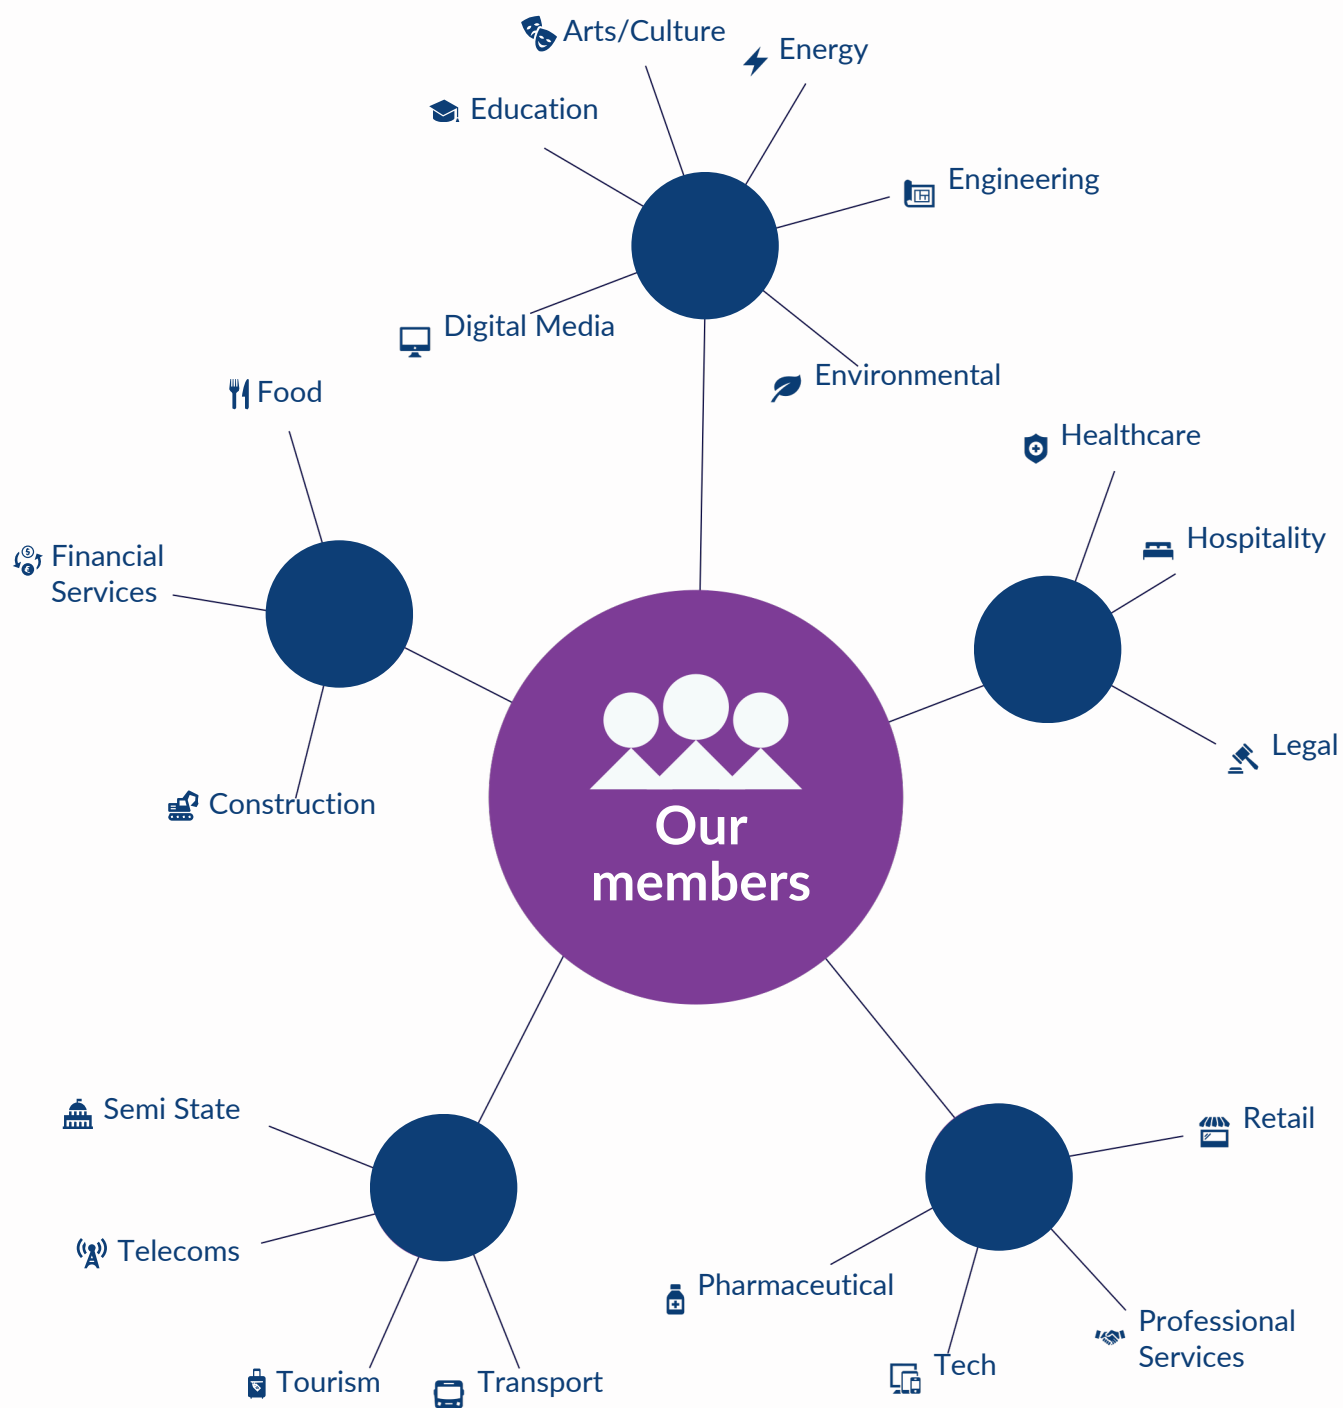 Arts/Culture
Energy
Education
Engineering
Digital Media
Environmental
Food
Healthcare
Hospitality
Financial
Services
Legal
Construction
Our
members
Semi State
Retail
Telecoms
Pharmaceutical
Professional
Services
Tech
Tourism
Transport